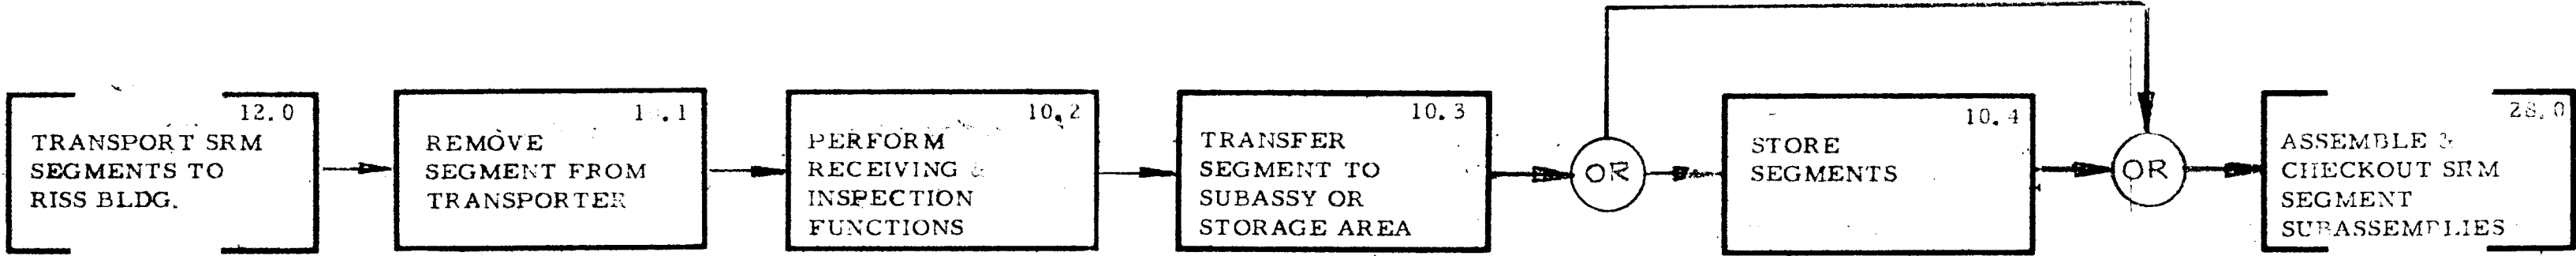 12.0
TRANSPORT SRM
SEGMENTS TO
RISS BLDG.
REMOVE
SEGMENT FROM
TRANSPORTER
10.2
PERFORM
RECEIVING &
INSPECTION
FUNCTIONS
10.3
TRANSFER
SEGMENT TO
SUBASSY OR
STORAGE AREA
OR
10.4
STORE
SEGMENTS
OR
28.0
ASSEMBLE &
CHECKOUT SRM
SEGMENT
SUBASSEMBLIES